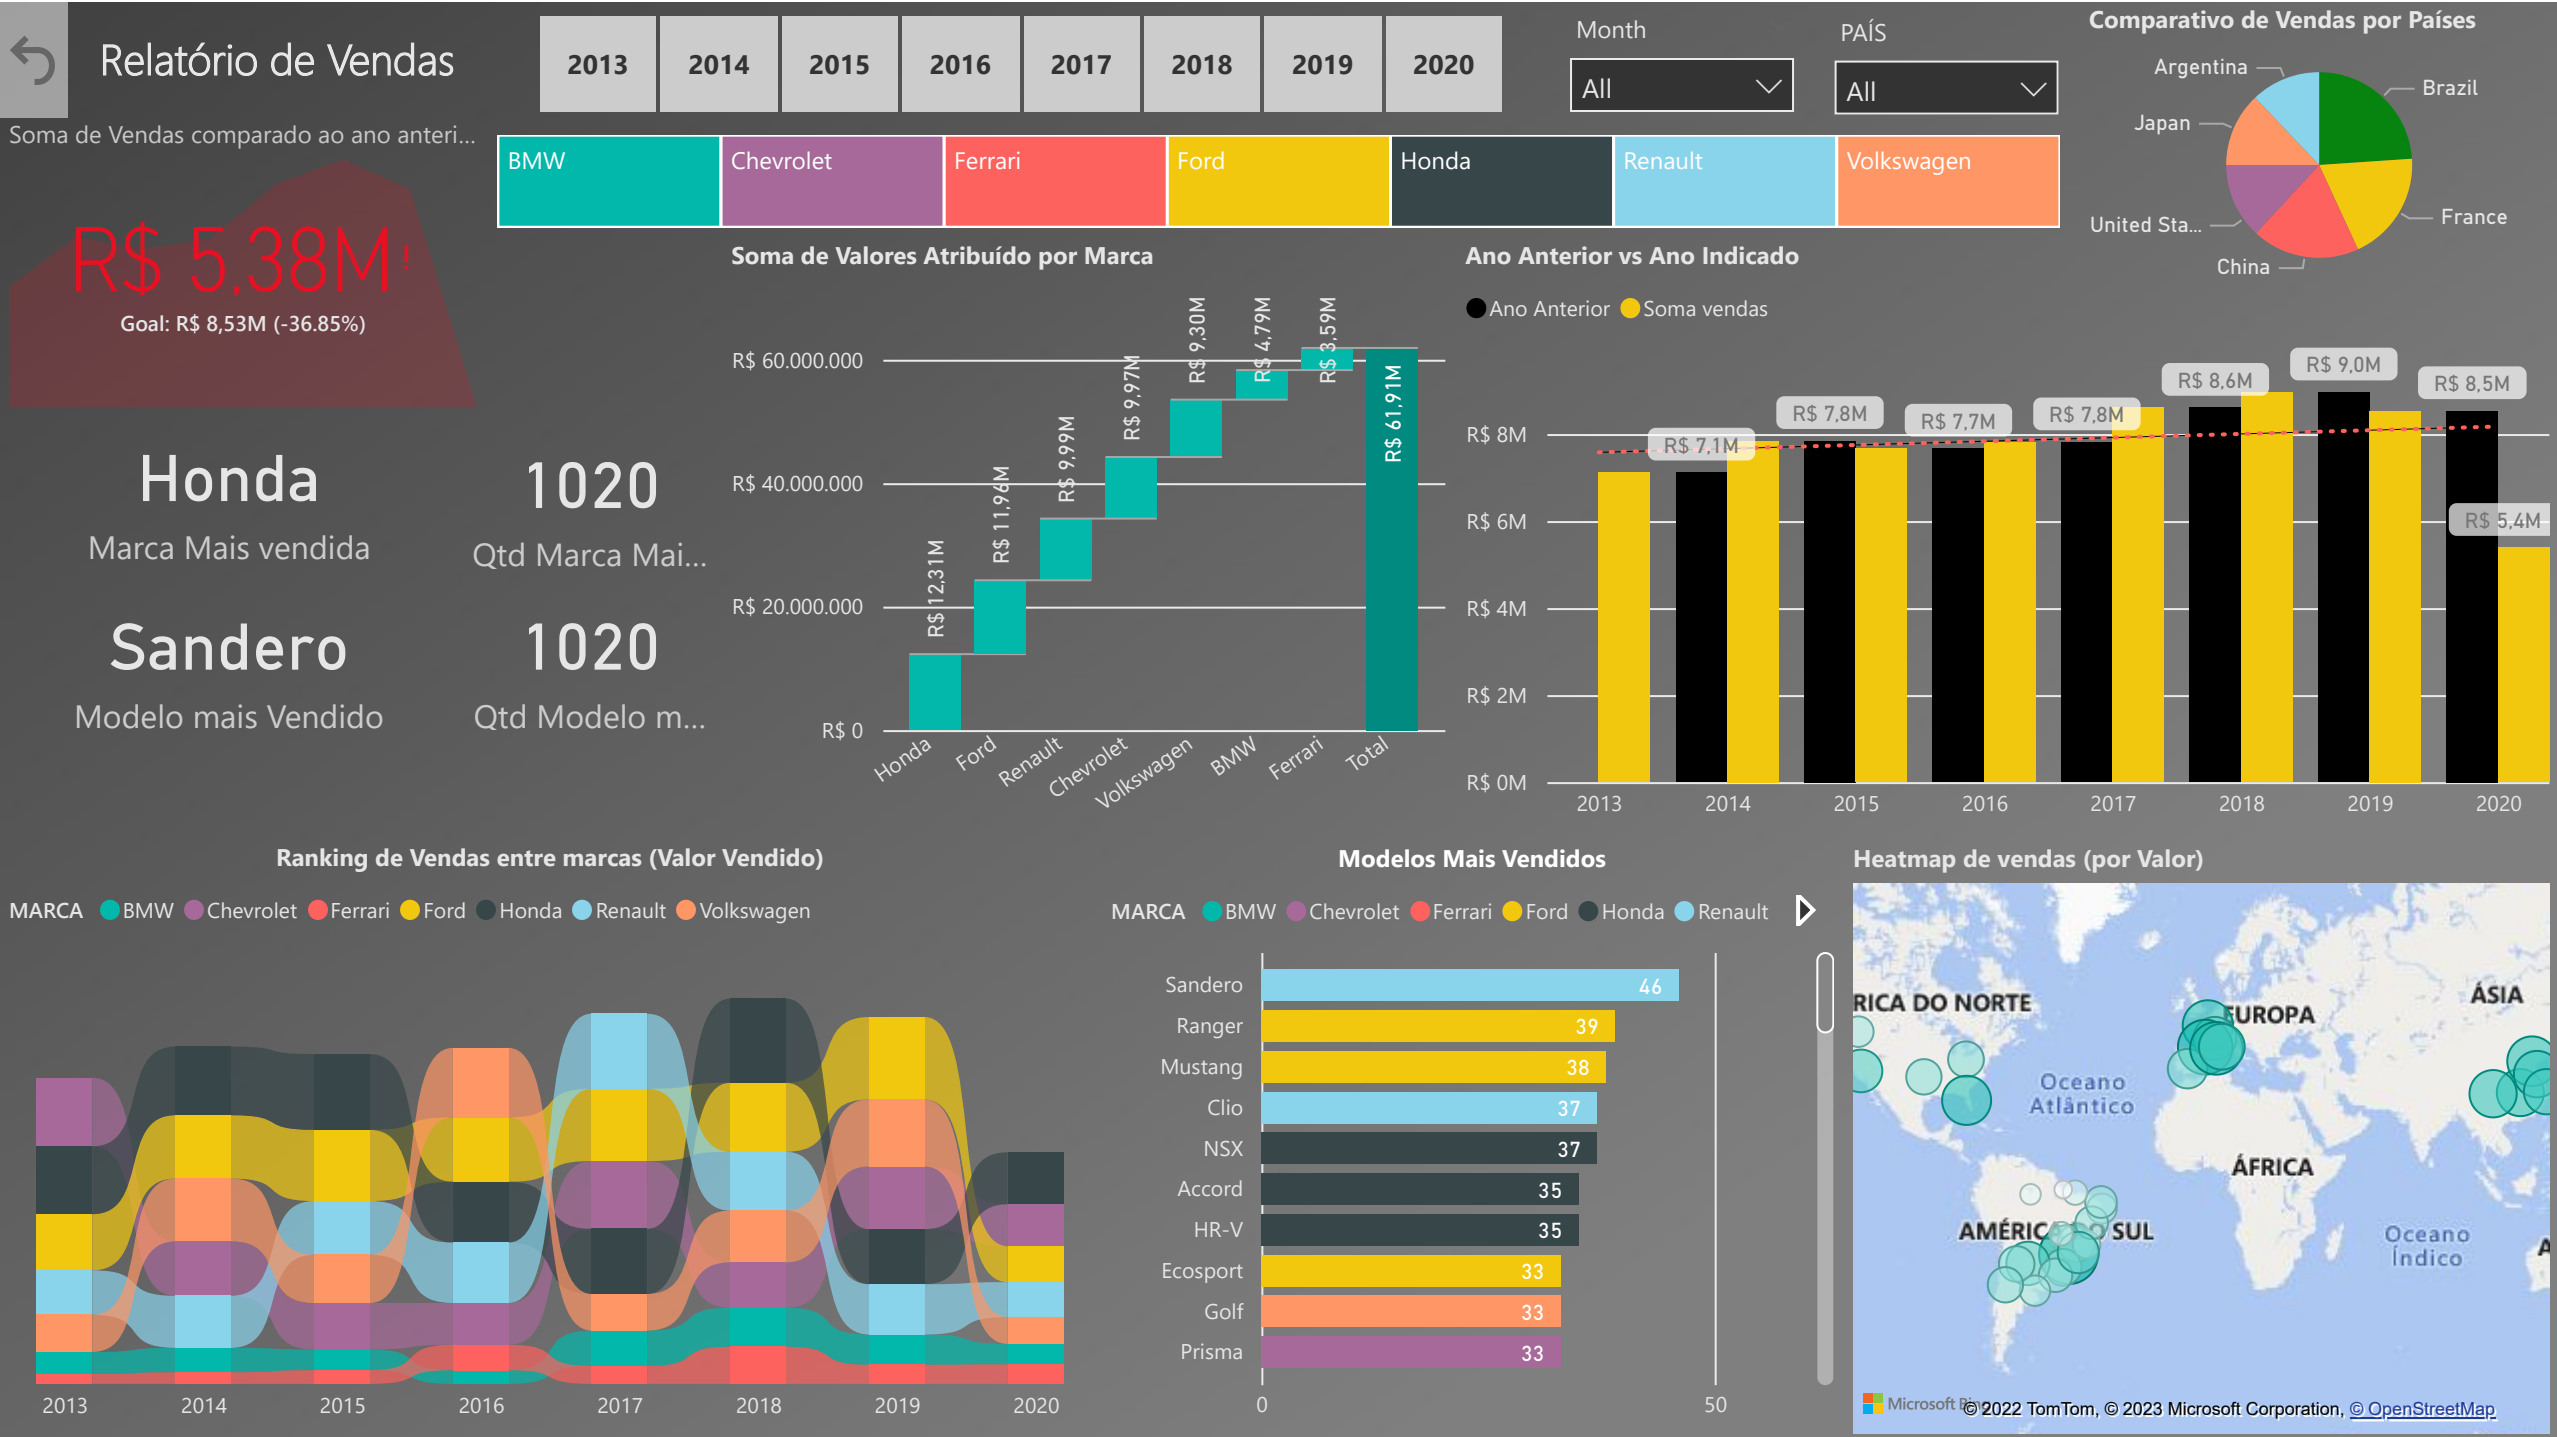 Relatório de Vendas
2013
2014
2015
2016
2017
2018
2019
2020
Month
All
PAÍS
All
Comparativo de Vendas por Países
Argentina
Brazil
Japan
France
United Sta...
China
Soma de Vendas comparado ao ano anteri...
R$ 5,38M!
Goal: R$ 8,53M (-36.85%)
BMW
Chevrolet
Ferrari
Ford
Honda
Renault
Volkswagen
Honda
Marca Mais vendida
1020
Qtd Marca Mai...
Sandero
Modelo mais Vendido
1020
Qtd Modelo m...
Soma de Valores Atribuído por Marca
R$ 60.000.000
R$ 40.000.000
R$ 20.000.000
R$ 0
R$ 12,31M
R$ 11,96M
R$ 9,99M
R$ 9,97M
R$ 9,30M
R$ 4,79M
R$ 3,59M
R$ 61,91M
Honda
Ford
Renault
Chevrolet
Volkswagen
BMW
Ferrari
Total
Ano Anterior vs Ano Indicado
Ano Anterior Soma vendas
R$ 8M
R$ 6M
R$ 4M
R$ 2M
R$ 0M
R$ 7,1M
R$ 7,8M
R$ 7,7M
R$ 7,8M
R$ 8,6M
R$ 9,0M
R$ 8,5M
R$ 5,4M
2013
2014
2015
2016
2017
2018
2019
2020
Ranking de Vendas entre marcas (Valor Vendido)
MARCA BMW Chevrolet Ferrari Ford Honda Renault Volkswagen
2013
2014
2015
2016
2017
2018
2019
2020
Modelos Mais Vendidos
MARCA BMW Chevrolet Ferrari Ford Honda Renault
Sandero 46
Ranger 39
Mustang 38
Clio 37
NSX 37
Accord 35
HR-V 35
Ecosport 33
Golf 33
Prisma 33
0
50
Heatmap de vendas (por Valor)
RICA DO NORTE
EUROPA
ÁSIA
Oceano
Atlântico
ÁFRICA
SUL
Oceano
Índico
Microsoft
© 2022 TomTom, © 2023 Microsoft Corporation, © OpenStreetMap